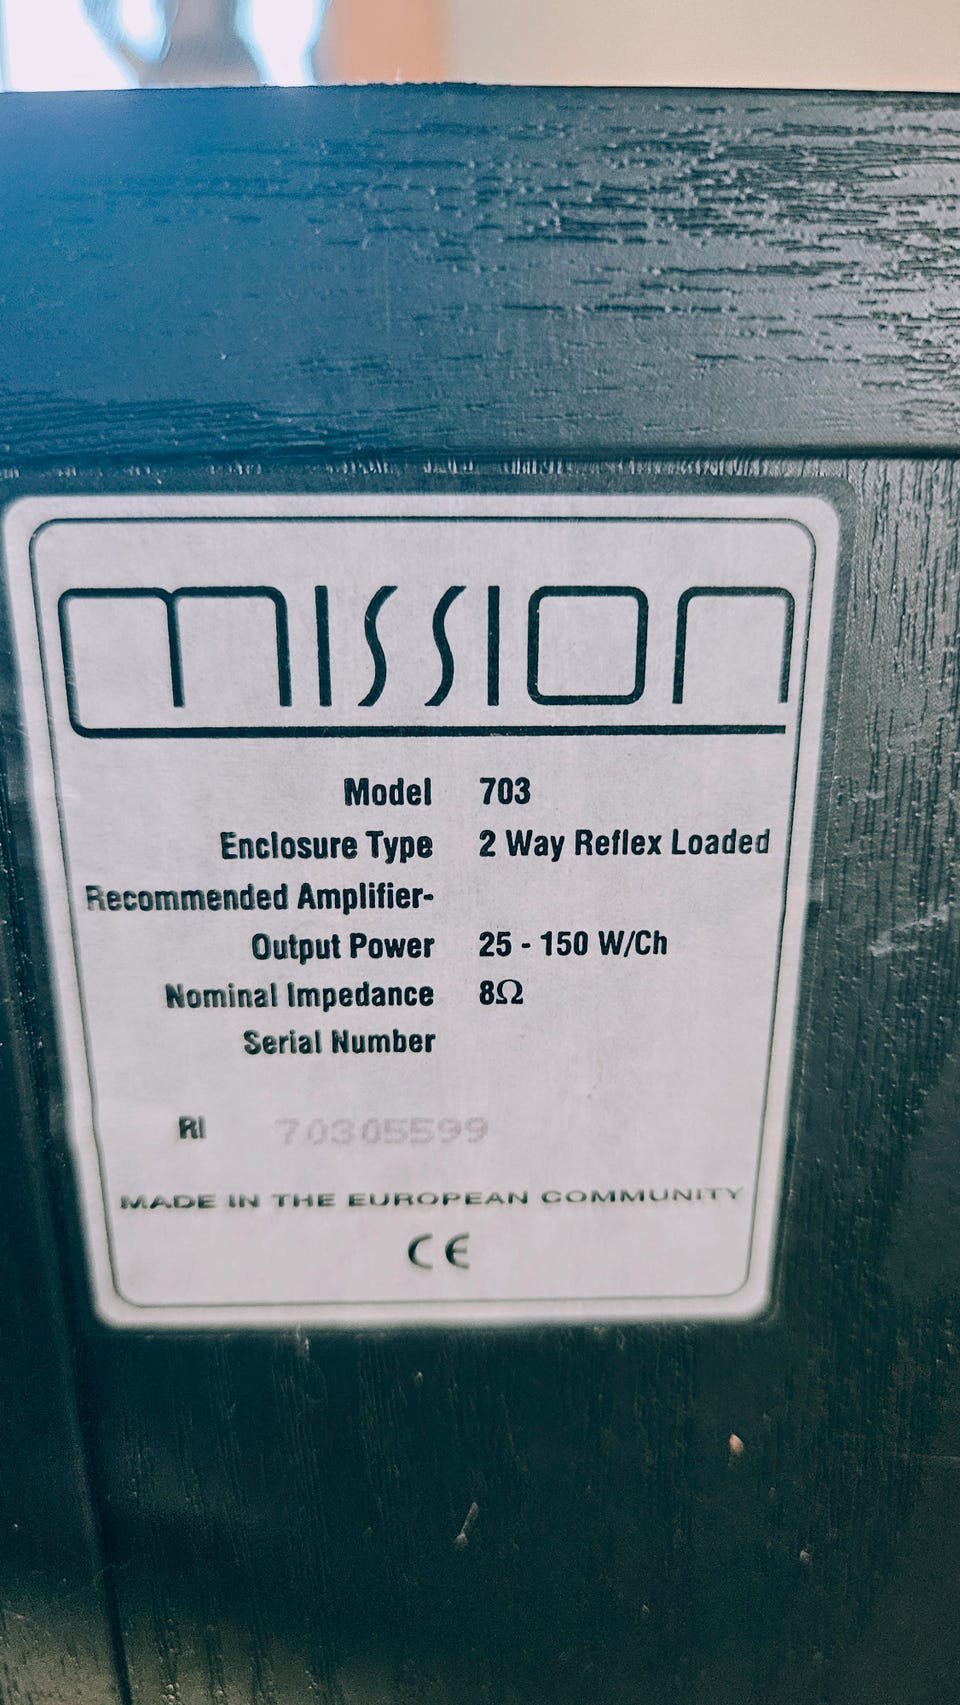 mission
Model 703
Enclosure Type 2 Way Reflex Loaded
Recommended Amplifier-
Output Power 25 - 150 W/Ch
Nominal Impedance 8Ω
Serial Number
RI 70305599
MADE IN THE EUROPEAN COMMUNITY
CE